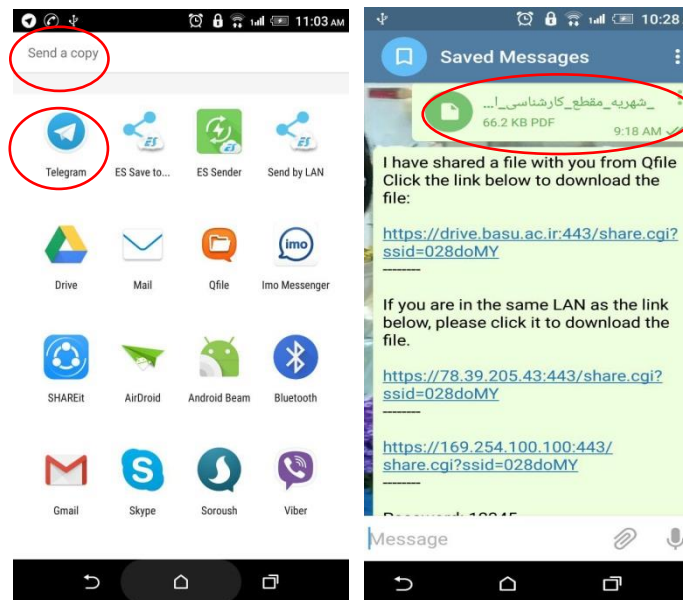 11:03 AM
Send a copy
Telegram
ES Save to...
ES Sender
Send by LAN
Drive
Mail
Qfile
Imo Messenger
SHAREit
AirDroid
Android Beam
Bluetooth
Gmail
Skype
Soroush
Viber
10:28
Saved Messages
_شهریه_مقطع_کارشناسی_ا...
66.2 KB PDF
9:18 AM
I have shared a file with you from Qfile
Click the link below to download the
file:
https://drive.basu.ac.ir:443/share.cgi?
ssid=028doMY
--------
If you are in the same LAN as the link
below, please click it to download the
file.
https://78.39.205.43:443/share.cgi?
ssid=028doMY
--------
https://169.254.100.100:443/
share.cgi?ssid=028doMY
--------
Message